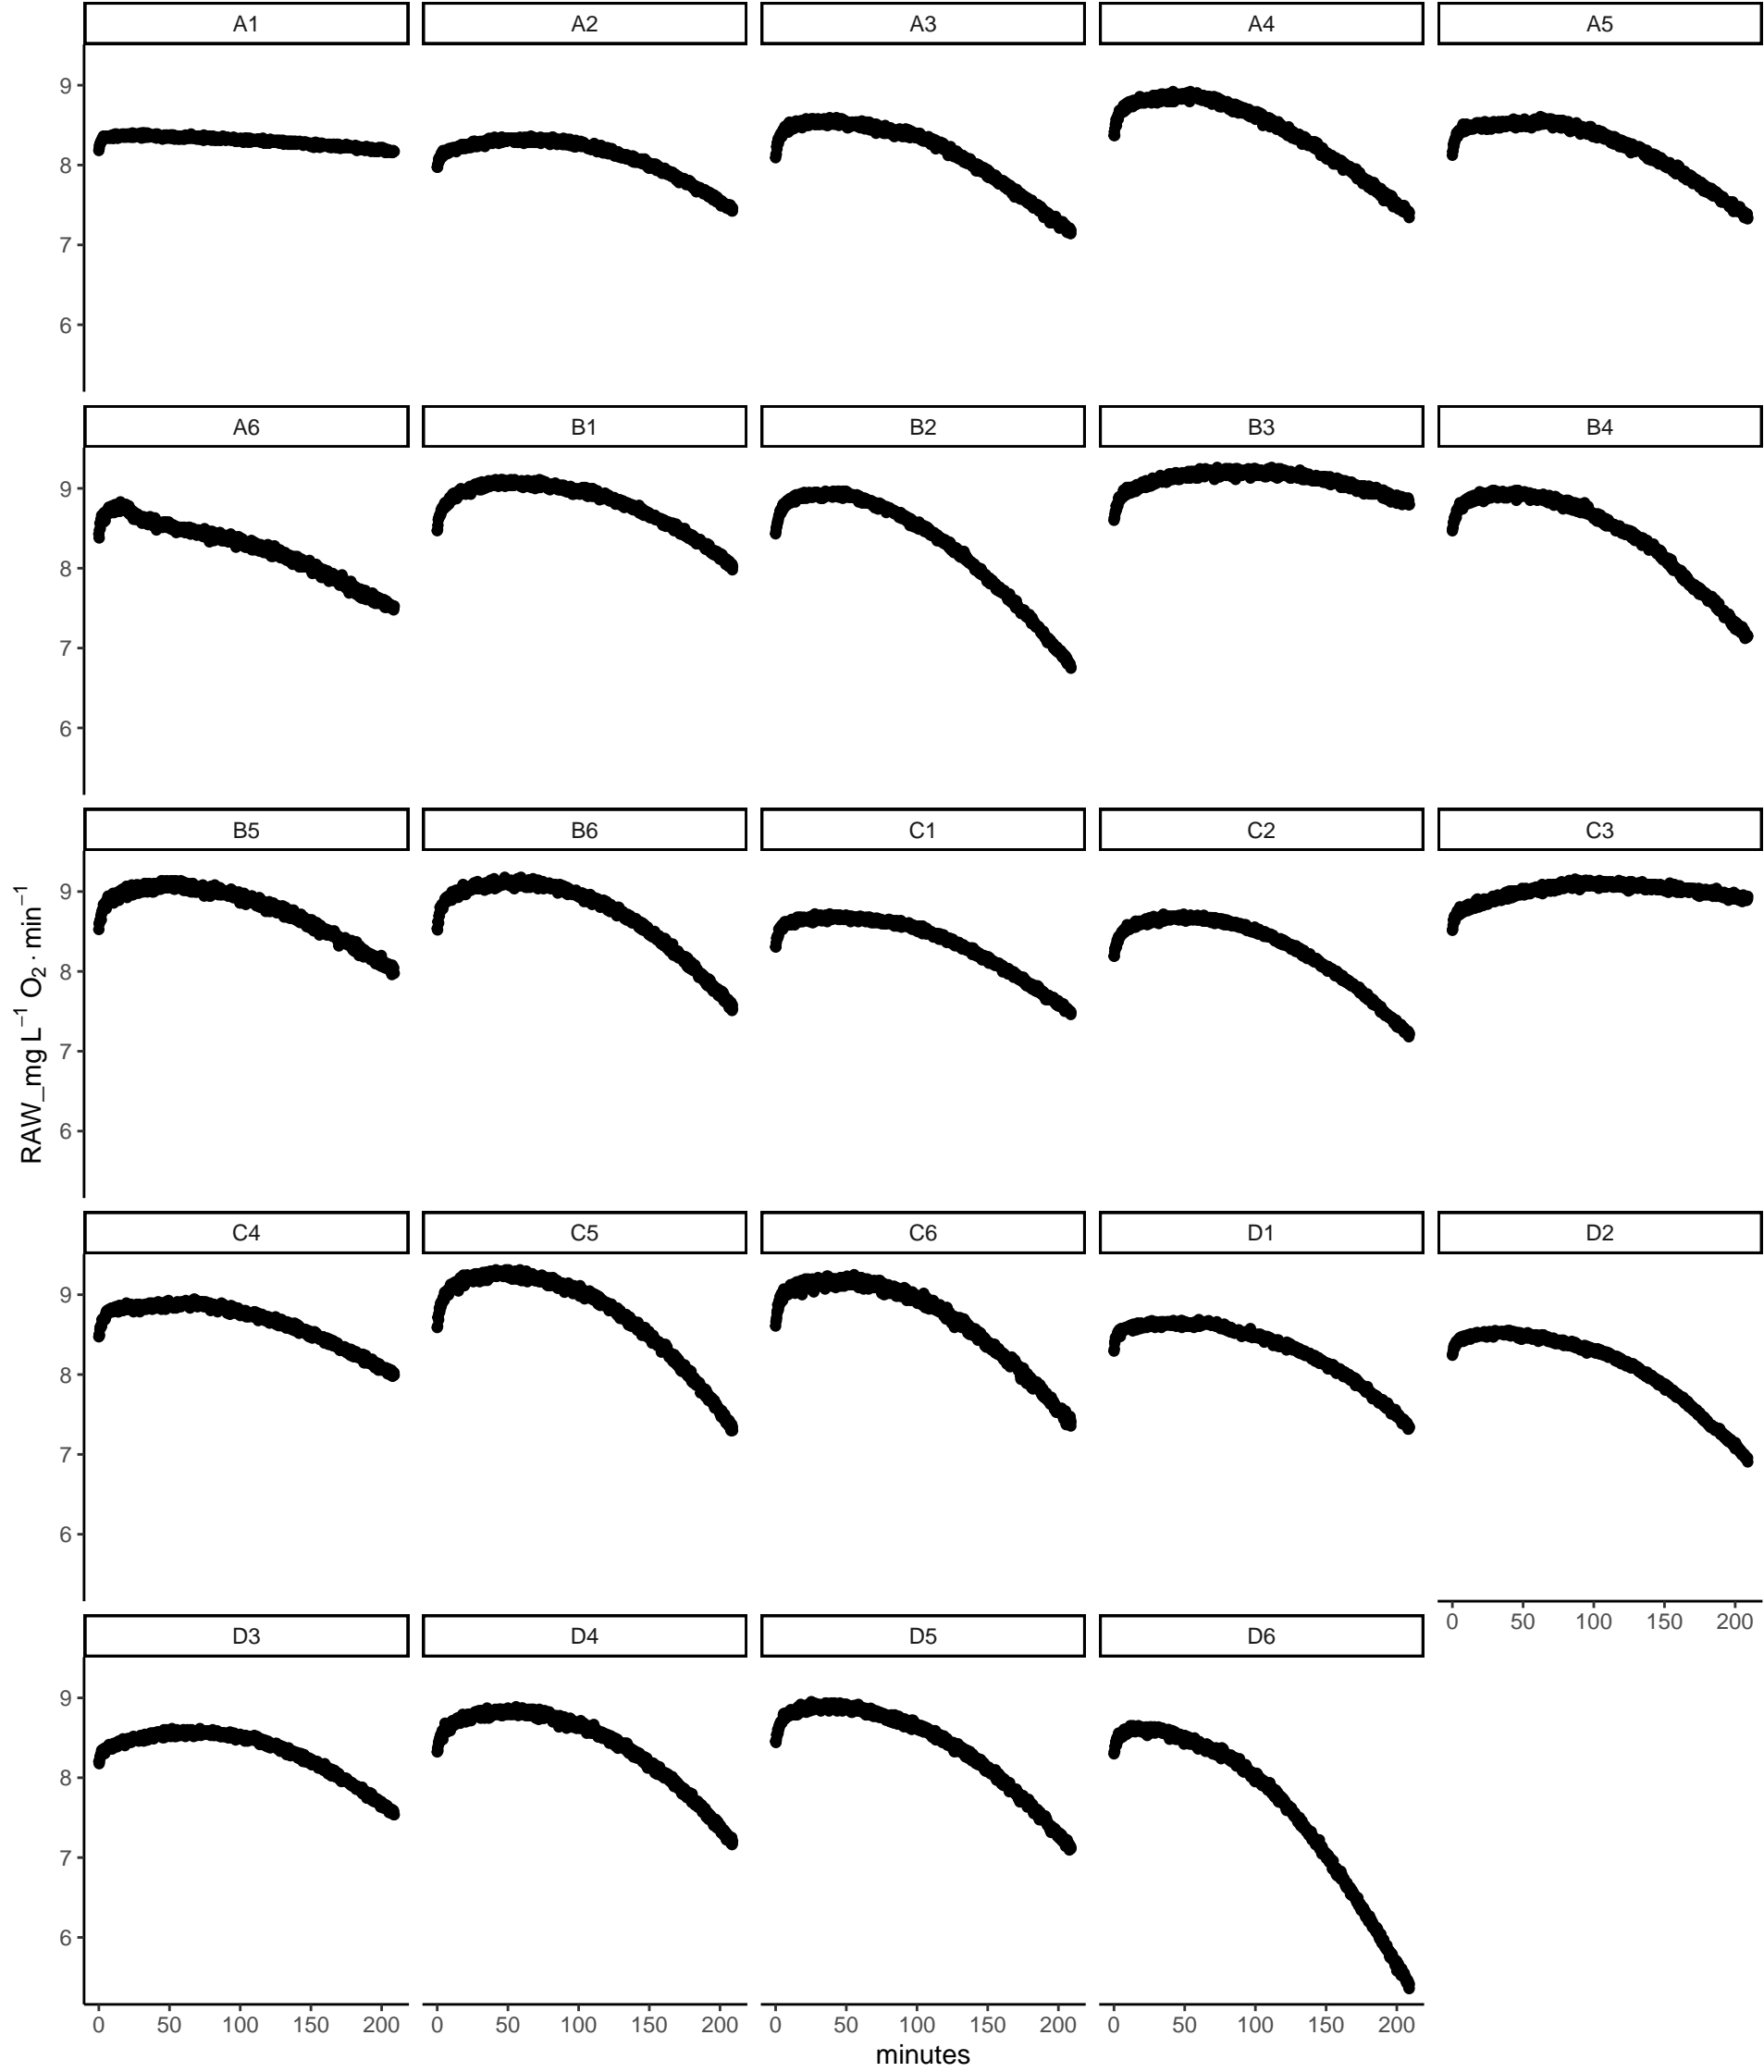 A1 A2 A3 A4 A5
9
8
7
6
A6 B1 B2 B3 B4
9
8
7
6
B5 B6 C1 C2 C3
9
8
7
6
RAW_mg L⁻¹ O₂ · min⁻¹
C4 C5 C6 D1 D2
9
8
7
6
0 50 100 150 200
D3 D4 D5 D6
9
8
7
6
0 50 100 150 200 0 50 100 150 200 0 50 100 150 200 0 50 100 150 200
minutes